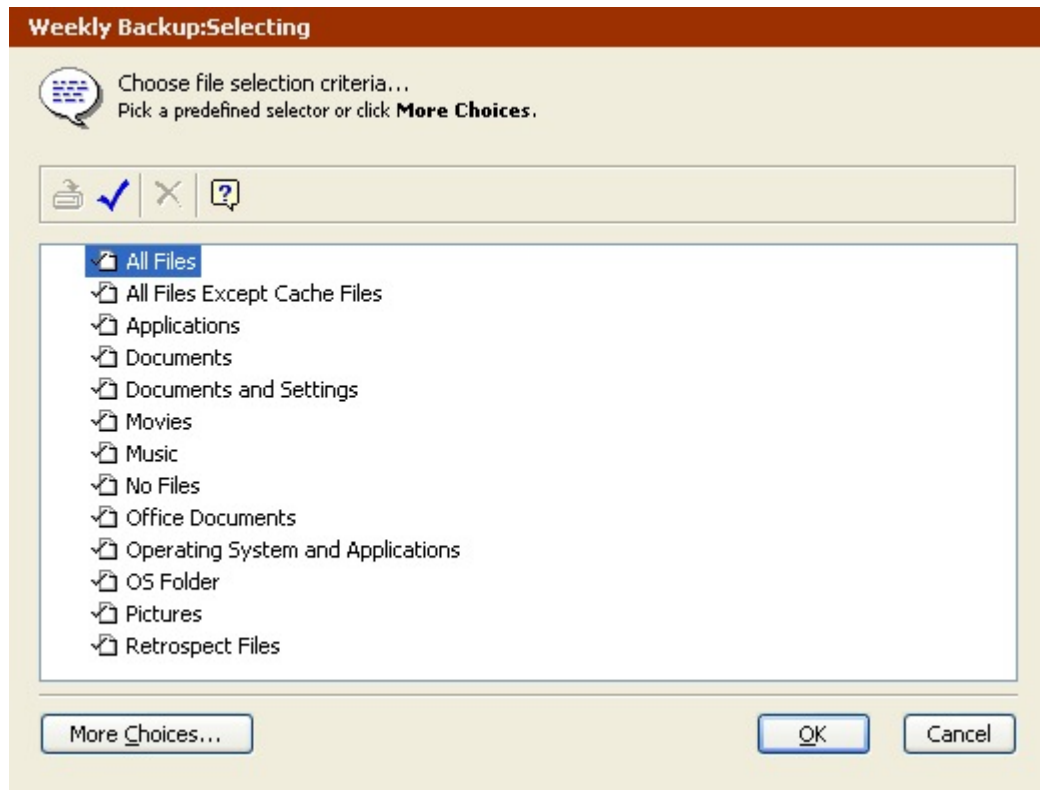 Weekly Backup:Selecting
Choose file selection criteria...
Pick a predefined selector or click More Choices.
?
All Files
All Files Except Cache Files
Applications
Documents
Documents and Settings
Movies
Music
No Files
Office Documents
Operating System and Applications
OS Folder
Pictures
Retrospect Files
More Choices... OK Cancel